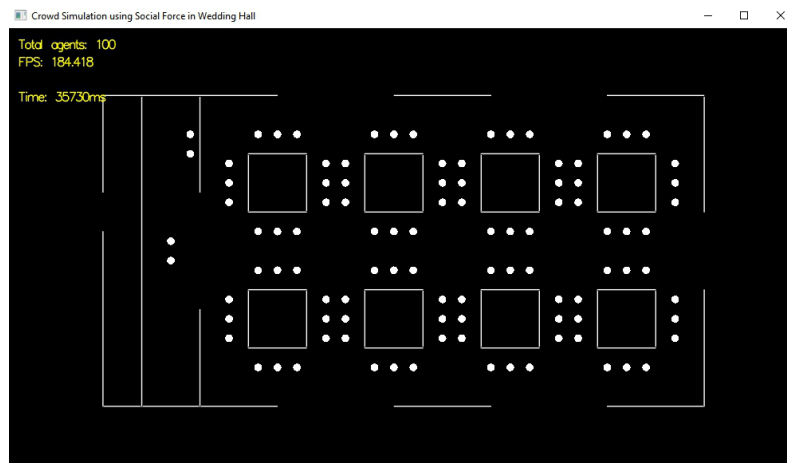 Crowd Simulation using Social Force in Wedding Hall
Total agents: 100
FPS: 184.418
Time: 35730ms